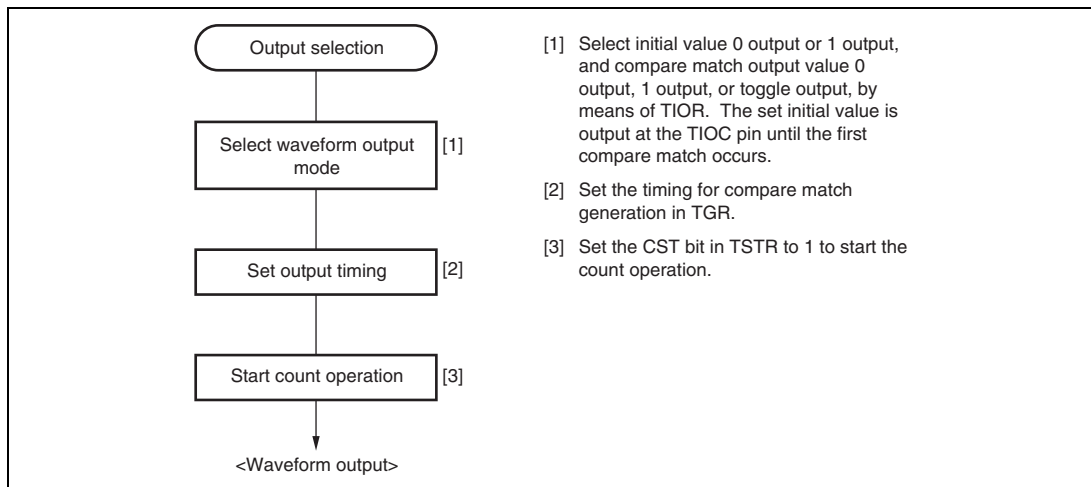 Output selection
Select waveform output
mode
[1]
Set output timing
[2]
Start count operation
[3]
<Waveform output>
[1] Select initial value 0 output or 1 output,
and compare match output value 0
output, 1 output, or toggle output, by
means of TIOR. The set initial value is
output at the TIOC pin until the first
compare match occurs.
[2] Set the timing for compare match
generation in TGR.
[3] Set the CST bit in TSTR to 1 to start the
count operation.